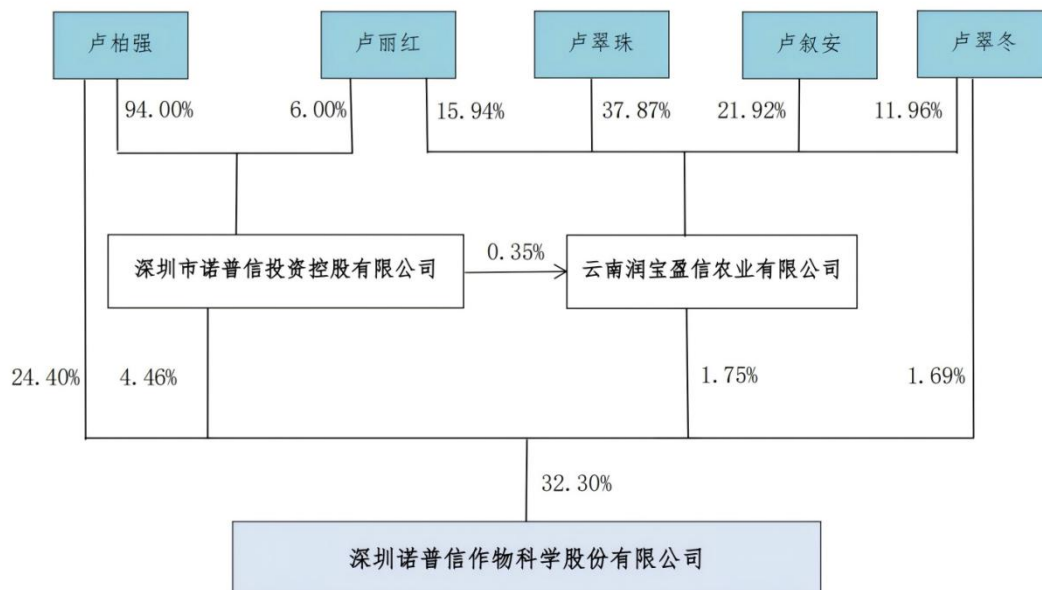 卢柏强
卢丽红
卢翠珠
卢叙安
卢翠冬
94.00%
6.00%
15.94%
37.87%
21.92%
11.96%
深圳市诺普信投资控股有限公司
0.35%
云南润宝盈信农业有限公司
24.40%
4.46%
1.75%
1.69%
32.30%
深圳诺普信作物科学股份有限公司